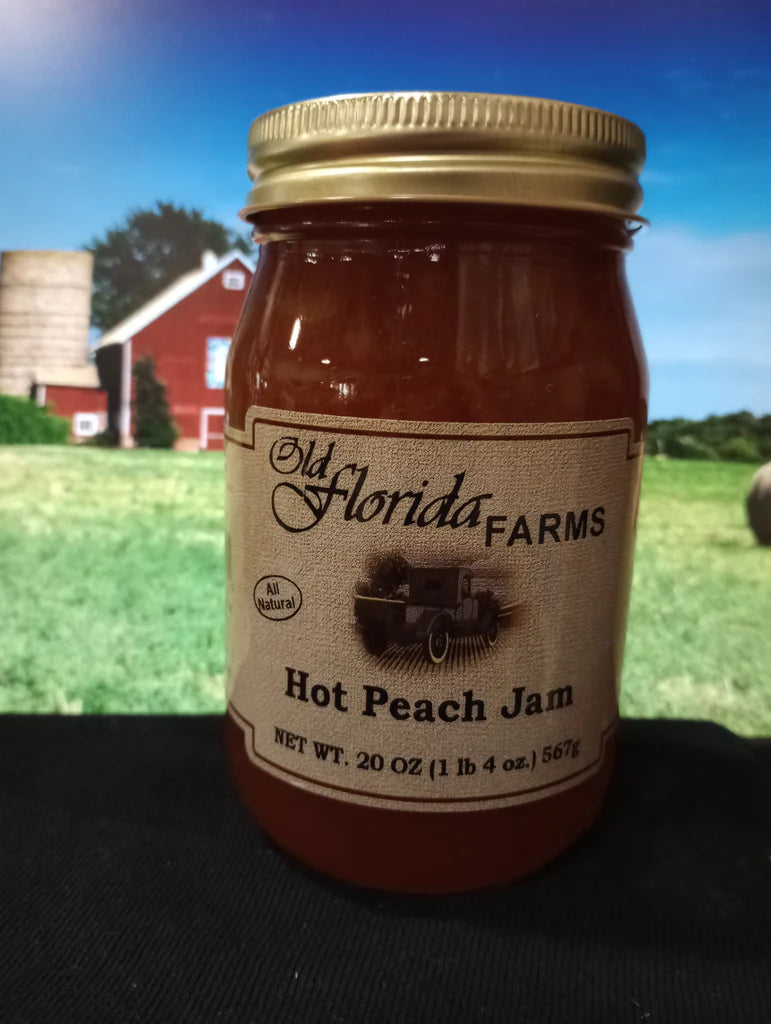 Old
Florida FARMS
All
Natural
Hot Peach Jam
NET WT. 20 OZ (1 lb 4 oz.) 567g